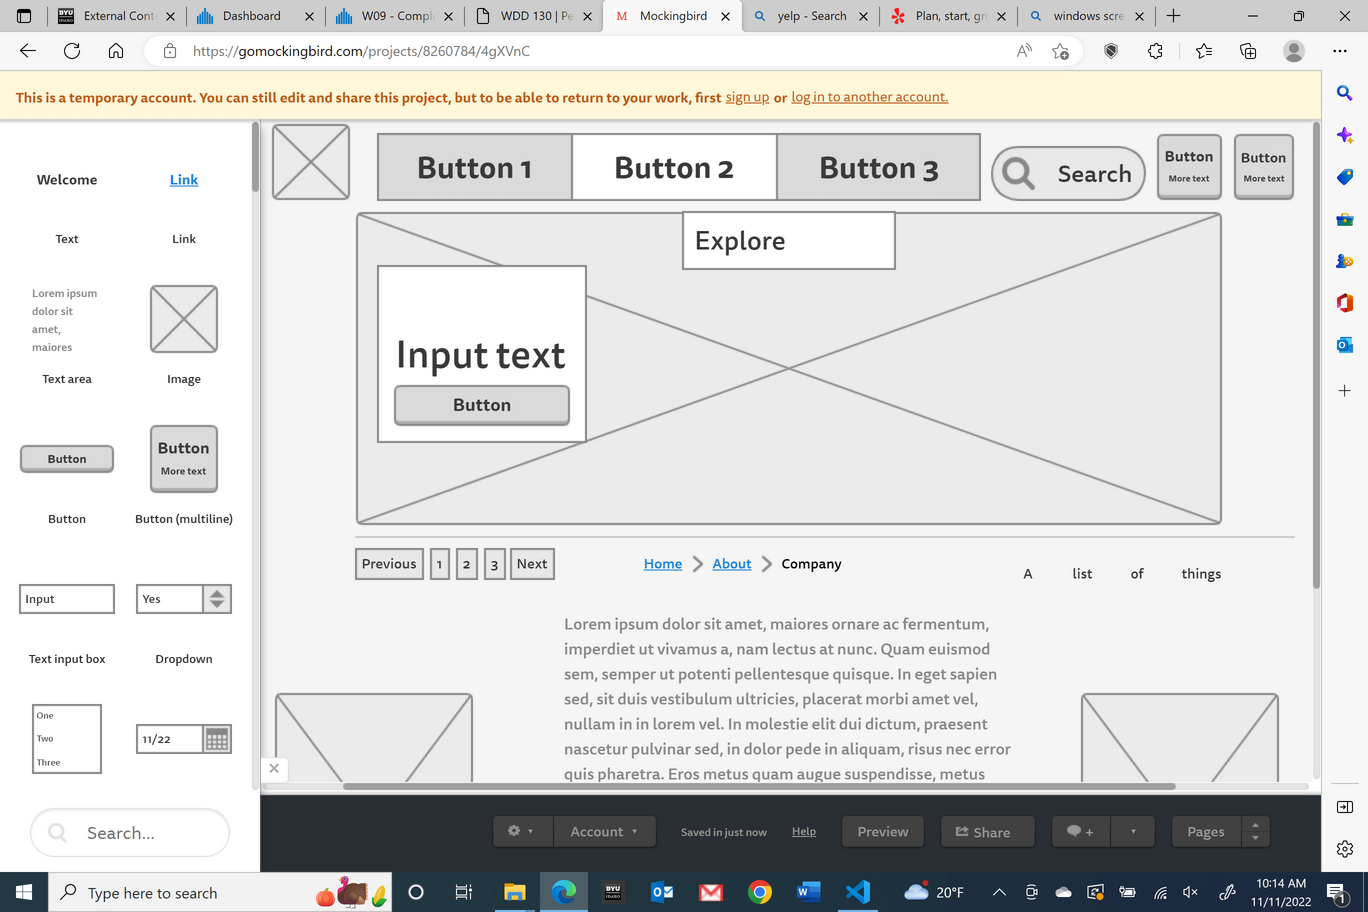 BYU
External Cont
Dashboard
W09 - Compl
WDD 130 | Pe
M Mockingbird
yelp - Search
Plan, start, gr
windows scre
https://gomockingbird.com/projects/8260784/4gXVnC
This is a temporary account. You can still edit and share this project, but to be able to return to your work, first sign up or log in to another account.
Welcome
Link
Text
Link
Lorem ipsum
dolor sit
amet,
maiores
Text area
Image
Button
Button
More text
Button
Button (multiline)
Input
Yes
Text input box
Dropdown
One
Two
Three
11/22
Search...
Button 1
Button 2
Button 3
Search
Button
More text
Button
More text
Explore
Input text
Button
Previous
1
2
3
Next
Home
About
Company
A list of things
Lorem ipsum dolor sit amet, maiores ornare ac fermentum,
imperdiet ut vivamus a, nam lectus at nunc. Quam euismod
sem, semper ut potenti pellentesque quisque. In eget sapien
sed, sit duis vestibulum ultricies, placerat morbi amet vel,
nullam in in lorem vel. In molestie elit dui dictum, praesent
nascetur pulvinar sed, in dolor pede in aliquam, risus nec error
quis pharetra. Eros metus quam augue suspendisse, metus
Account
Saved in just now
Help
Preview
Share
+
Pages
Type here to search
BYU
IDAHO
20°F
10:14 AM
11/11/2022
1